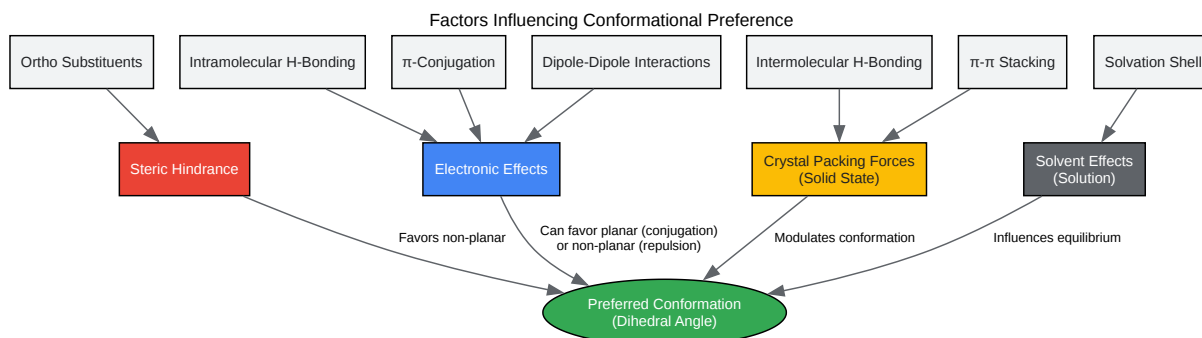 Factors Influencing Conformational Preference
Ortho Substituents
Intramolecular H-Bonding
π-Conjugation
Dipole-Dipole Interactions
Intermolecular H-Bonding
π-π Stacking
Solvation Shell
Steric Hindrance
Electronic Effects
Crystal Packing Forces
(Solid State)
Solvent Effects
(Solution)
Favors non-planar
Can favor planar (conjugation)
or non-planar (repulsion)
Modulates conformation
Influences equilibrium
Preferred Conformation
(Dihedral Angle)